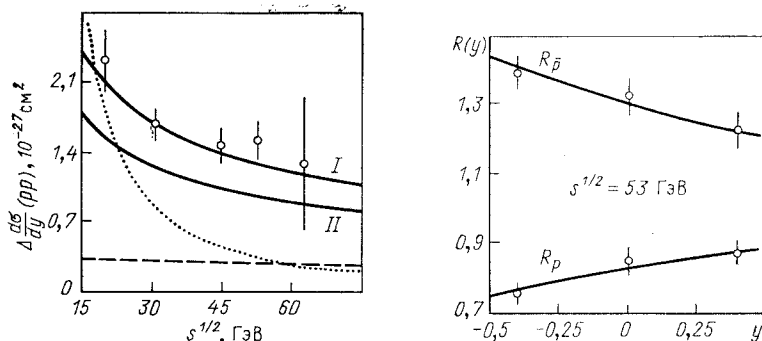 Δ dσ/dy (pp), 10⁻²⁷ см²
2,1
1,4
0,7
0
I
II
15 30 45 60
s^{1/2}, ГэВ
R(y)
1,3
1,1
0,9
0,7
R_p̄
s^{1/2} = 53 ГэВ
R_p
-0,5 -0,25 0 0,25 y